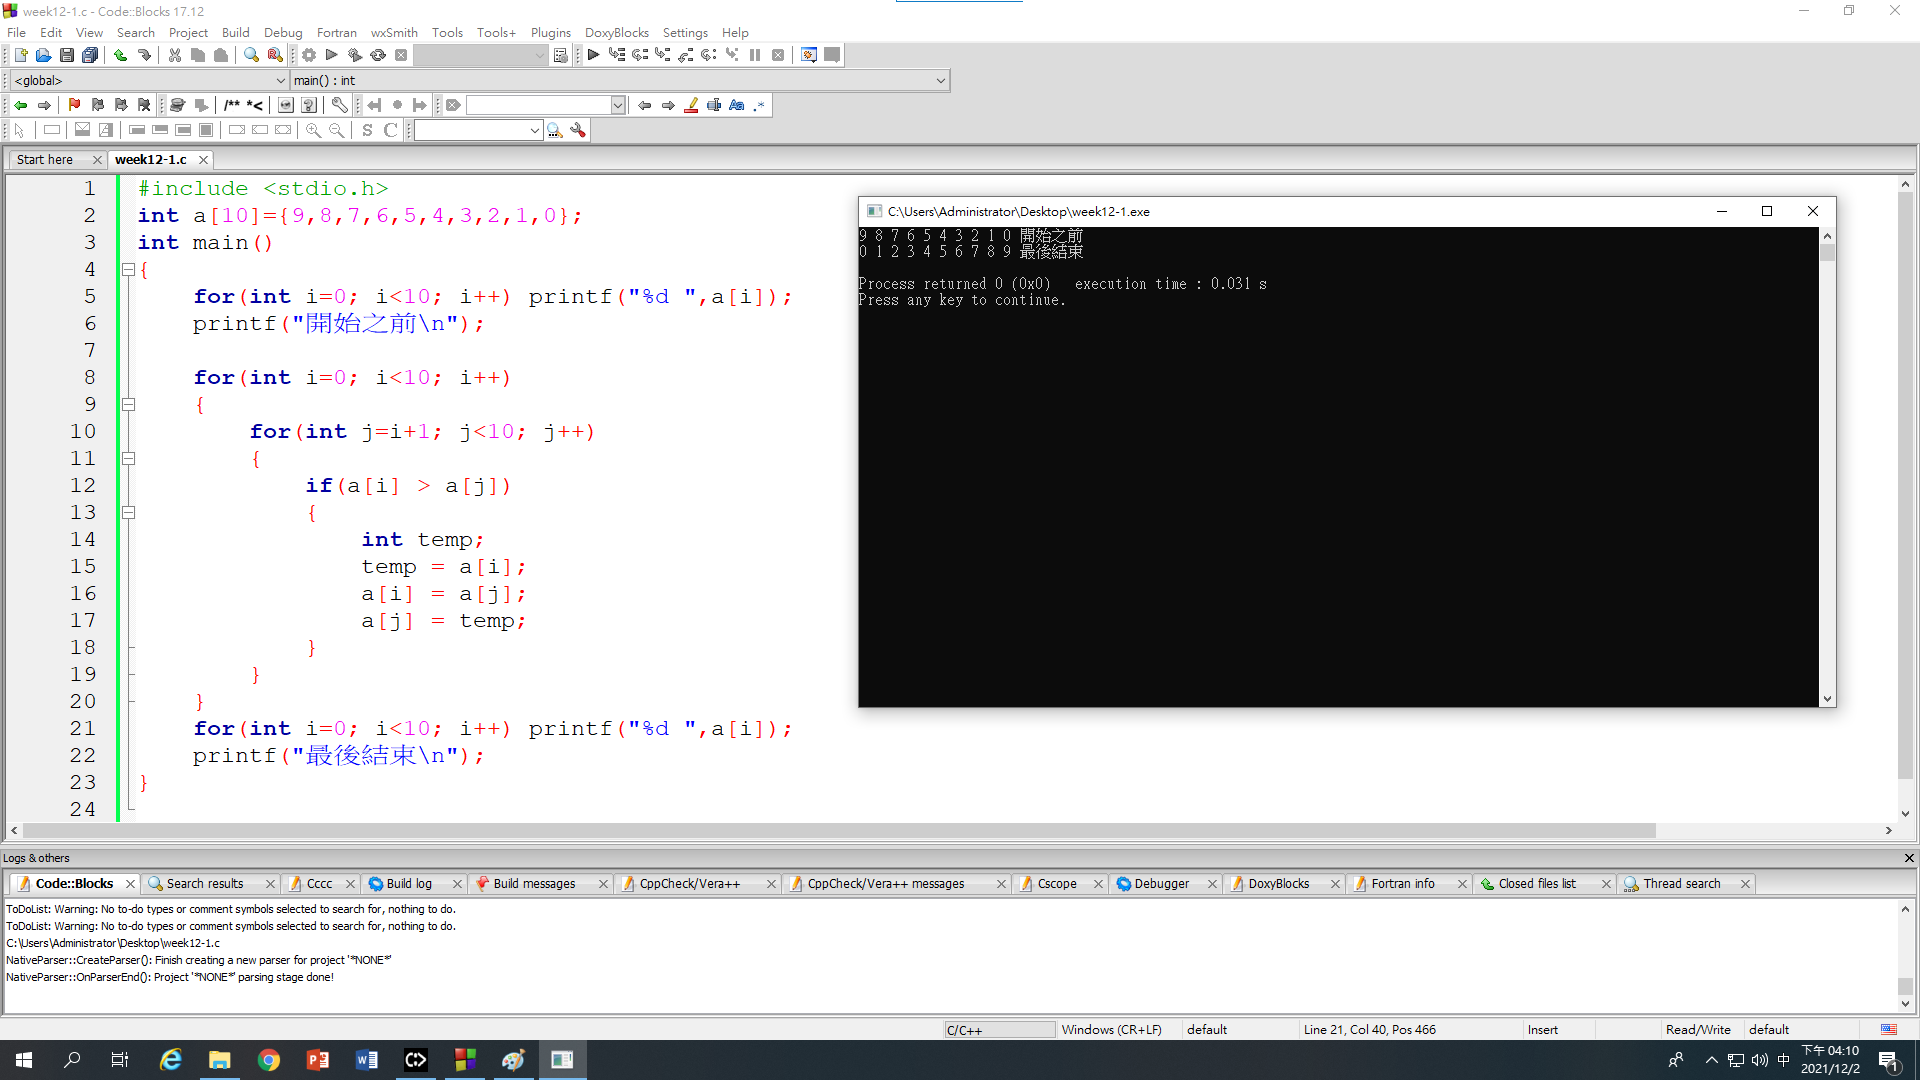 week12-1.c - Code::Blocks 17.12
File Edit View Search Project Build Debug Fortran wxSmith Tools Tools+ Plugins DoxyBlocks Settings Help
<global> main() : int
/** *<
S C
Start here week12-1.c
1 #include <stdio.h>
2 int a[10]={9,8,7,6,5,4,3,2,1,0};
3 int main()
4 {
5 for(int i=0; i<10; i++) printf("%d ",a[i]);
6 printf("開始之前\n");
7
8 for(int i=0; i<10; i++)
9 {
10 for(int j=i+1; j<10; j++)
11 {
12 if(a[i] > a[j])
13 {
14 int temp;
15 temp = a[i];
16 a[i] = a[j];
17 a[j] = temp;
18 }
19 }
20 }
21 for(int i=0; i<10; i++) printf("%d ",a[i]);
22 printf("最後結束\n");
23 }
24
C:\Users\Administrator\Desktop\week12-1.exe
9 8 7 6 5 4 3 2 1 0 開始之前
0 1 2 3 4 5 6 7 8 9 最後結束
Process returned 0 (0x0) execution time : 0.031 s
Press any key to continue.
Logs & others
Code::Blocks Search results Cccc Build log Build messages CppCheck/Vera++ CppCheck/Vera++ messages Cscope Debugger DoxyBlocks Fortran info Closed files list Thread search
ToDoList: Warning: No to-do types or comment symbols selected to search for, nothing to do.
ToDoList: Warning: No to-do types or comment symbols selected to search for, nothing to do.
C:\Users\Administrator\Desktop\week12-1.c
NativeParser::CreateParser(): Finish creating a new parser for project '*NONE*'
NativeParser::OnParserEnd(): Project '*NONE*' parsing stage done!
C/C++ Windows (CR+LF) default Line 21, Col 40, Pos 466 Insert Read/Write default
中 下午 04:10
2021/12/2
1